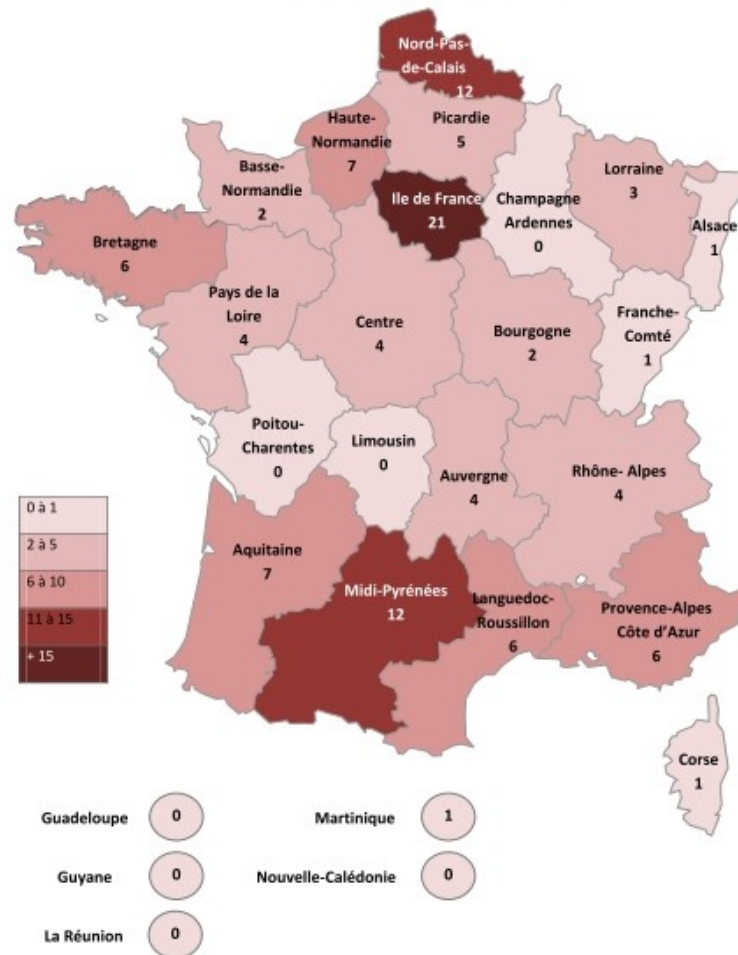 Nord-Pas-
de-Calais
12
Haute-
Normandie
7
Picardie
5
Basse-
Normandie
2
Ile de France
21
Champagne
Ardennes
0
Lorraine
3
Alsace
1
Bretagne
6
Pays de la
Loire
4
Centre
4
Bourgogne
2
Franche-
Comté
1
Poitou-
Charentes
0
Limousin
0
Auvergne
4
Rhône- Alpes
4
0 à 1
2 à 5
6 à 10
11 à 15
+ 15
Aquitaine
7
Midi-Pyrénées
12
Languedoc-
Roussillon
6
Provence-Alpes
Côte d'Azur
6
Corse
1
Guadeloupe 0
Martinique 1
Guyane 0
Nouvelle-Calédonie 0
La Réunion 0